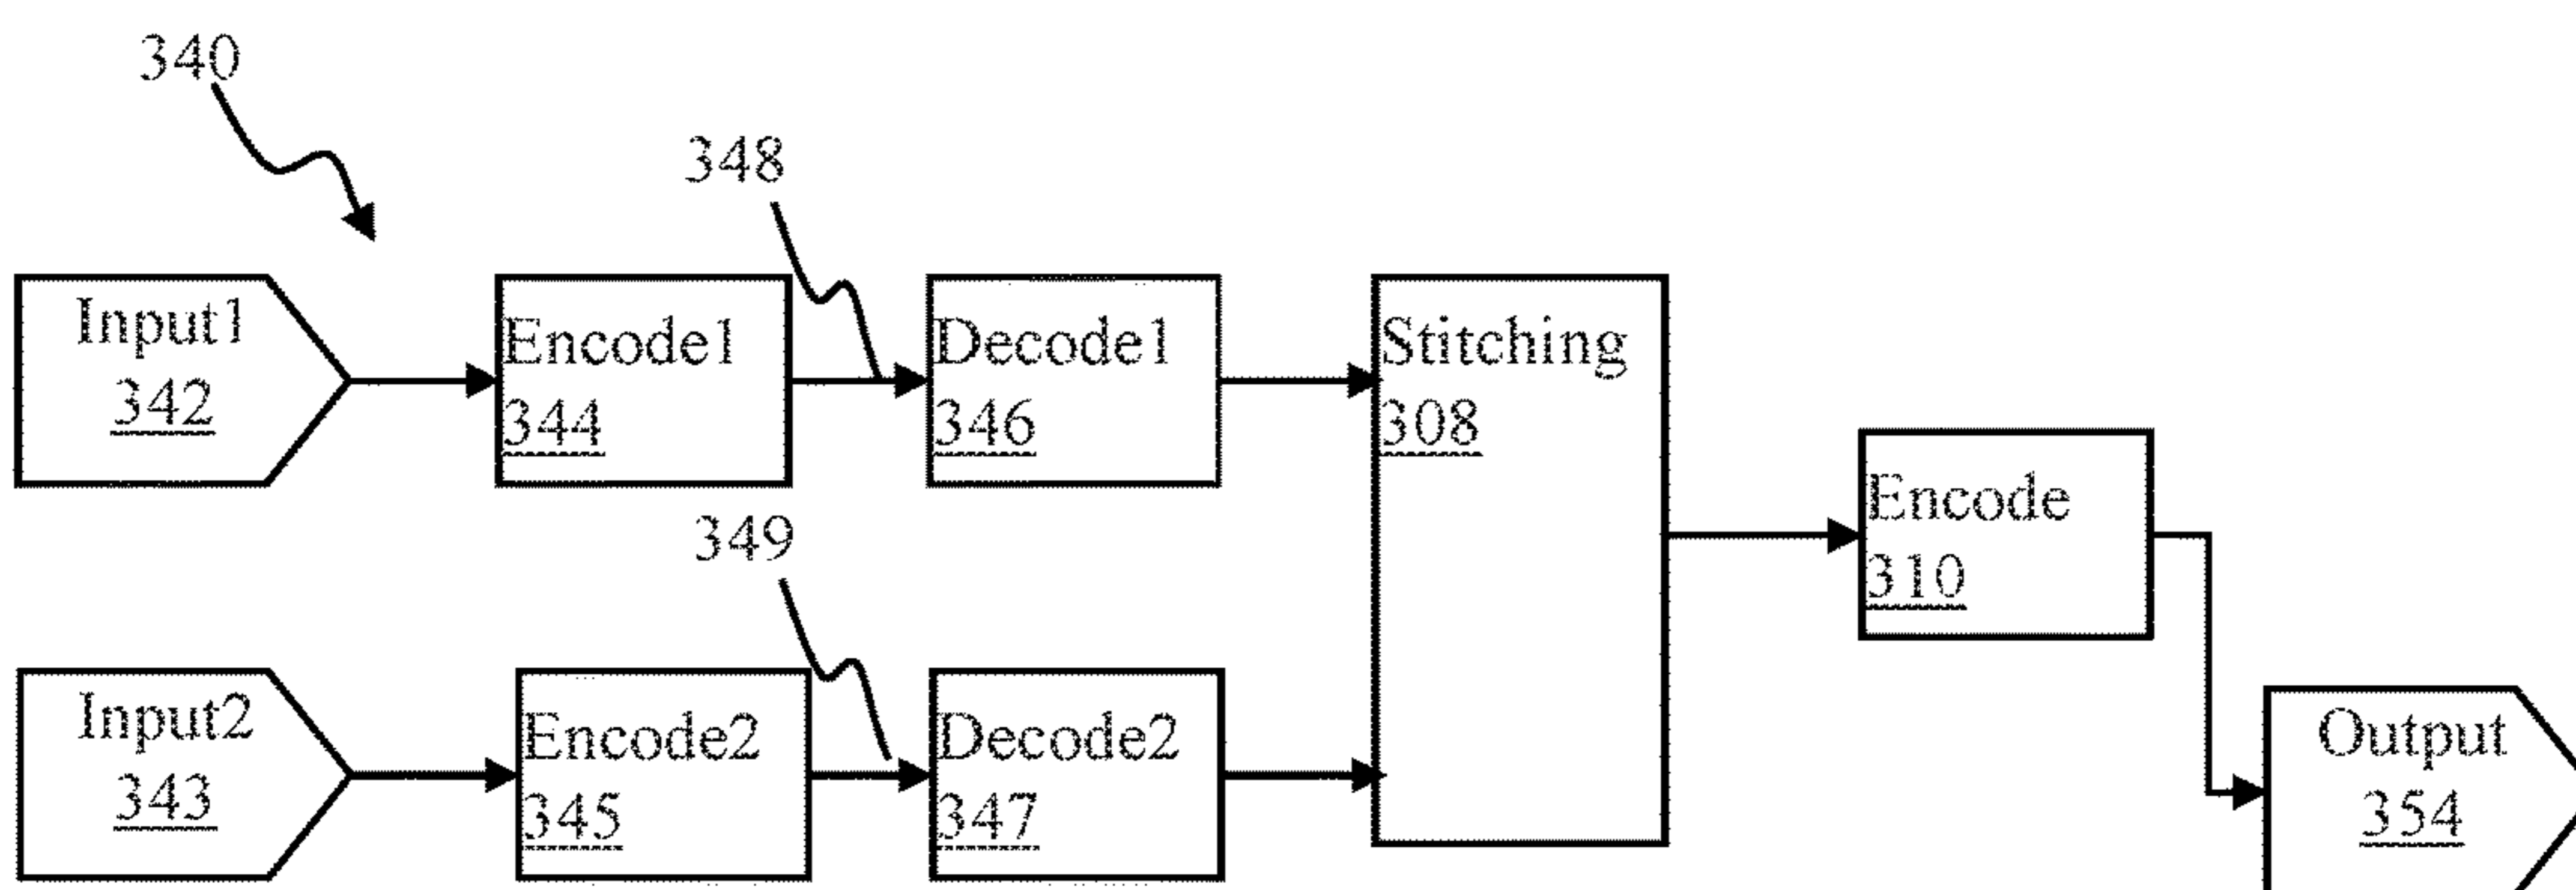 340
348
Input1
342
Encode1
344
Decode1
346
Stitching
308
Encode
310
349
Input2
343
Encode2
345
Decode2
347
Output
354